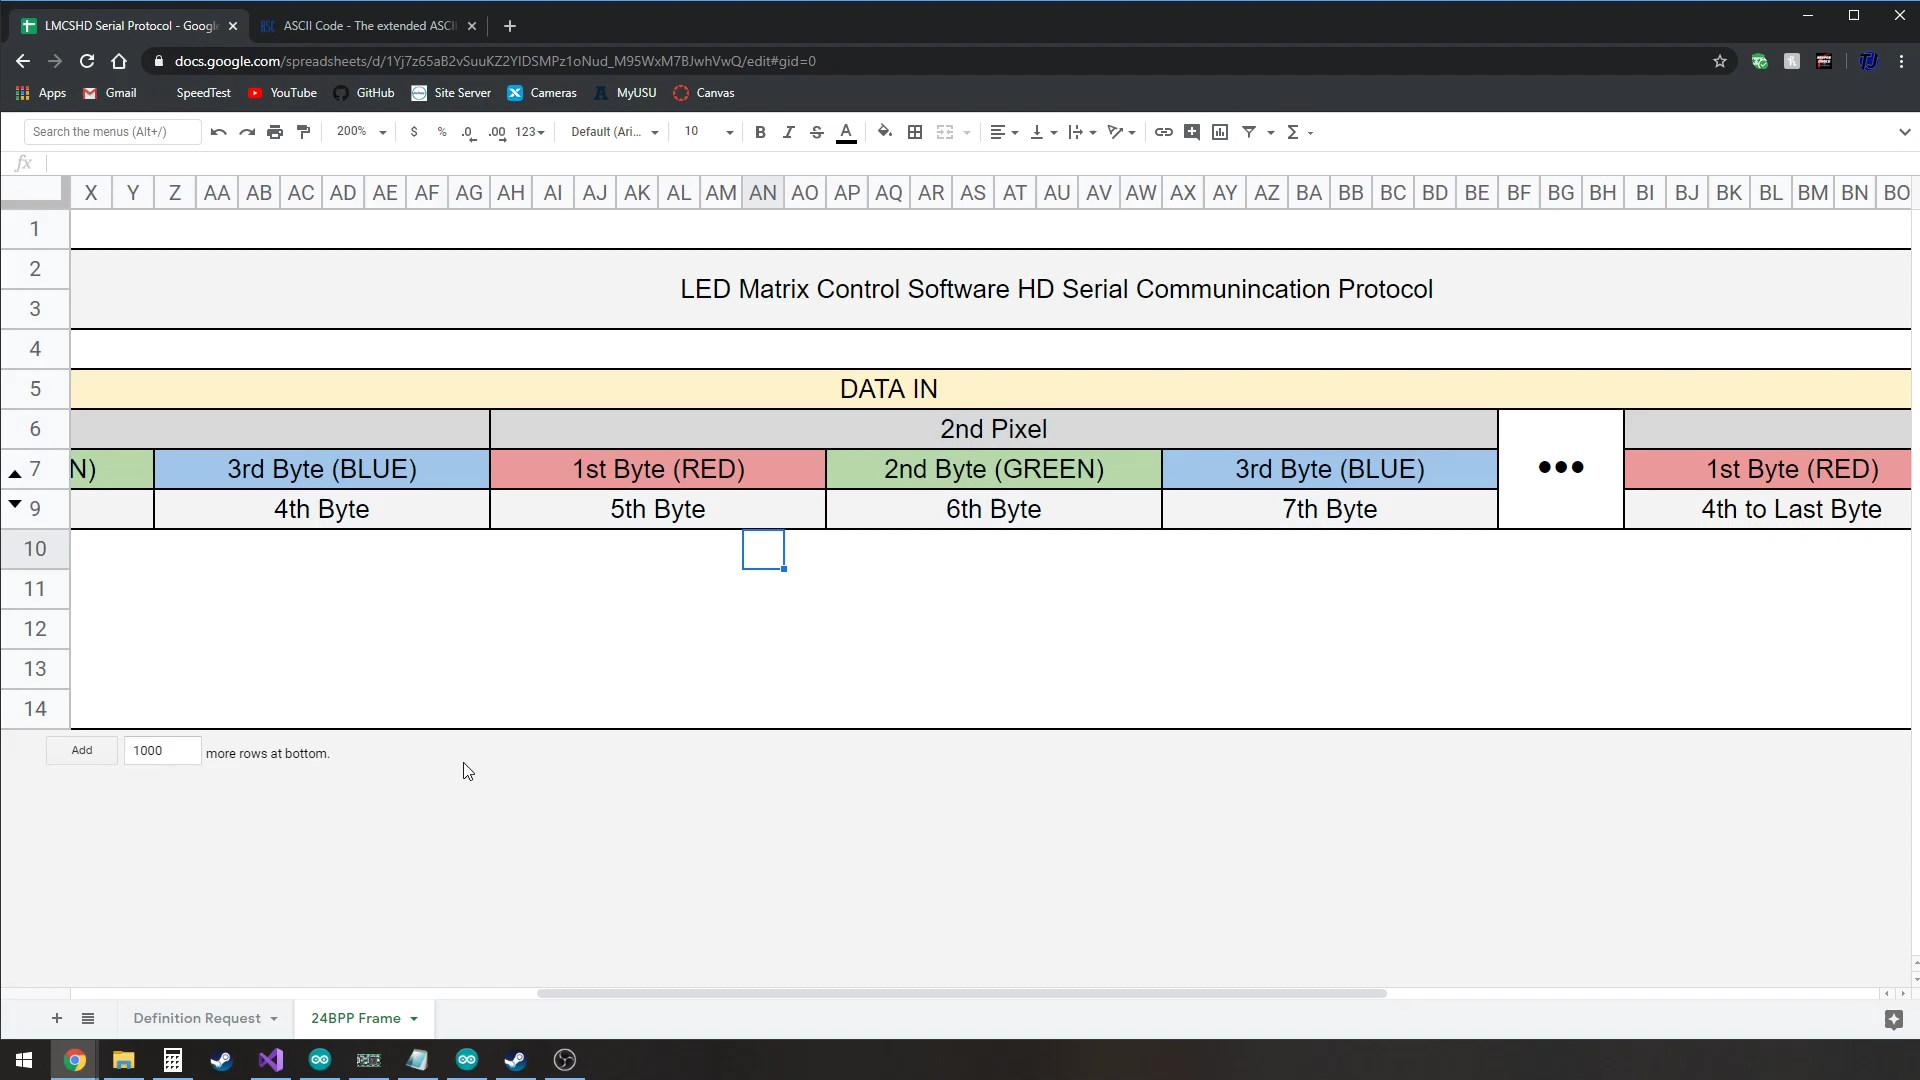 LMCSHD Serial Protocol - Google
ASCII Code - The extended ASCII
docs.google.com/spreadsheets/d/1Yj7z65aB2vSuuKZ2YlDSMPz1oNud_M95WxM7BJwhVwQ/edit#gid=0
Apps Gmail SpeedTest YouTube GitHub Site Server Cameras MyUSU Canvas
Search the menus (Alt+/) 200% $ % .0 .00 123 Default (Ari... 10 B I S A Σ
fx
X Y Z AA AB AC AD AE AF AG AH AI AJ AK AL AM AN AO AP AQ AR AS AT AU AV AW AX AY AZ BA BB BC BD BE BF BG BH BI BJ BK BL BM BN BO
1
2
LED Matrix Control Software HD Serial Communincation Protocol
3
4
5 DATA IN
6 2nd Pixel
7 N) 3rd Byte (BLUE) 1st Byte (RED) 2nd Byte (GREEN) 3rd Byte (BLUE) ••• 1st Byte (RED)
9 4th Byte 5th Byte 6th Byte 7th Byte 4th to Last Byte
10
11
12
13
14
Add 1000 more rows at bottom.
Definition Request 24BPP Frame